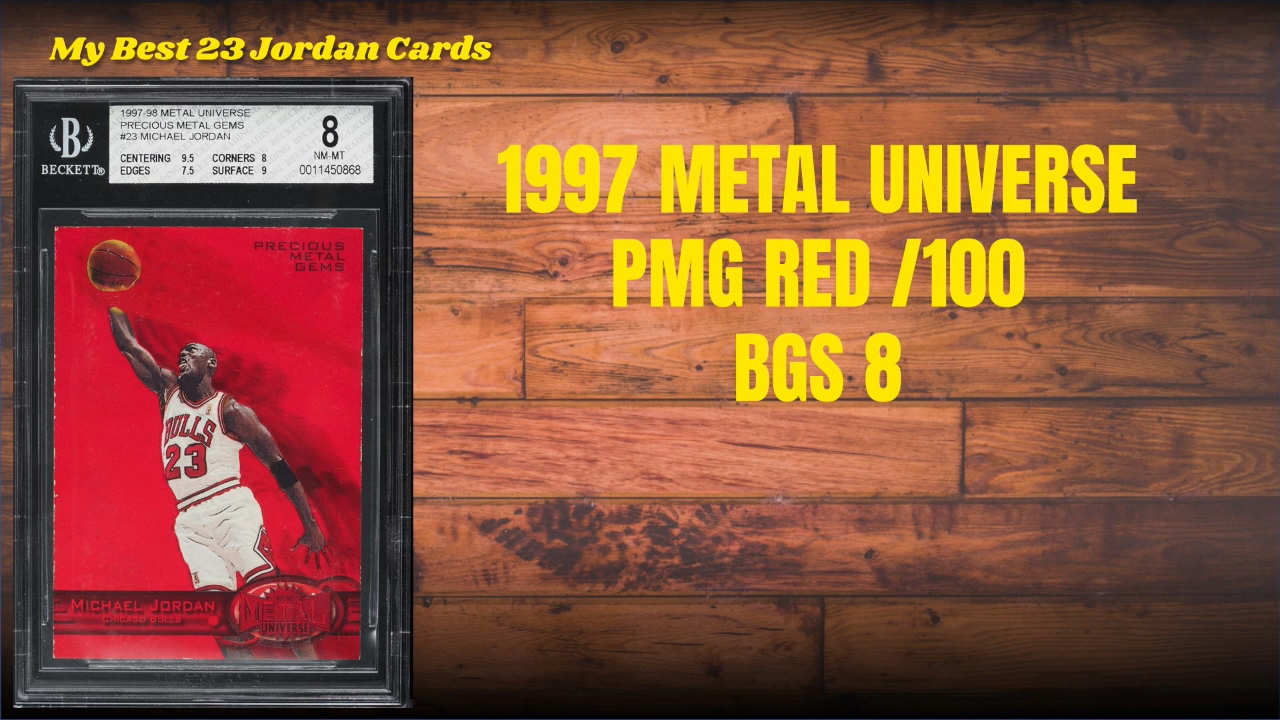 My Best 23 Jordan Cards
1997-98 METAL UNIVERSE
PRECIOUS METAL GEMS
#23 MICHAEL JORDAN
CENTERING 9.5 CORNERS 8
EDGES 7.5 SURFACE 9
8
NM-MT
0011450868
B
BECKETT®
PRECIOUS
METAL
GEMS
BULLS
23
MICHAEL JORDAN
CHICAGO BULLS
METAL
UNIVERSE
1997 METAL UNIVERSE
PMG RED /100
BGS 8